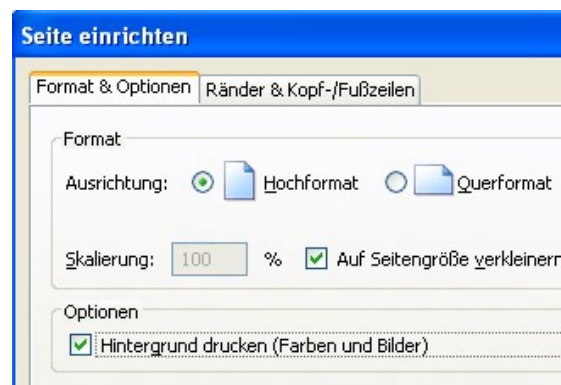 Seite einrichten
Format & Optionen Ränder & Kopf-/Fußzeilen
Format
Ausrichtung: Hochformat Querformat
Skalierung: 100 % Auf Seitengröße verkleinern
Optionen
Hintergrund drucken (Farben und Bilder)